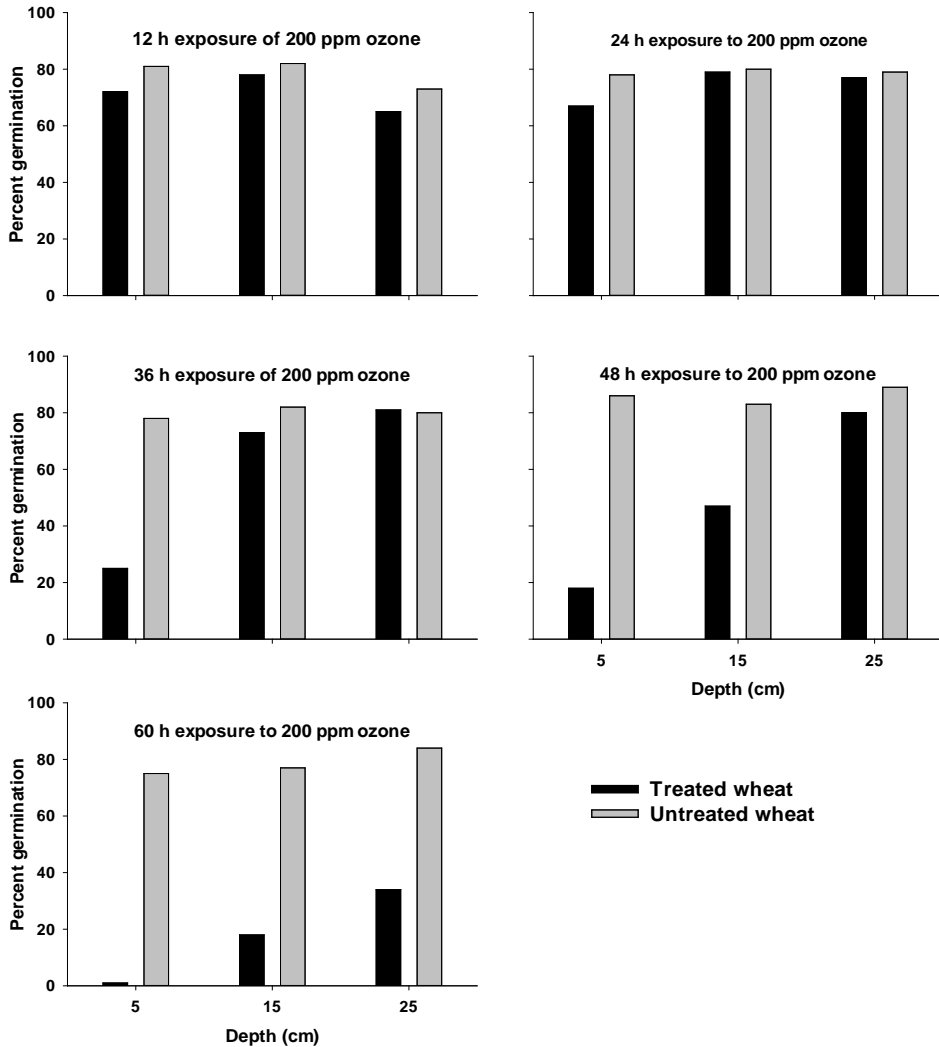 12 h exposure of 200 ppm ozone
Percent germination
100
80
60
40
20
0
24 h exposure to 200 ppm ozone
36 h exposure of 200 ppm ozone
Percent germination
100
80
60
40
20
0
48 h exposure to 200 ppm ozone
5 15 25
Depth (cm)
60 h exposure to 200 ppm ozone
Percent germination
100
80
60
40
20
0
5 15 25
Depth (cm)
Treated wheat
Untreated wheat